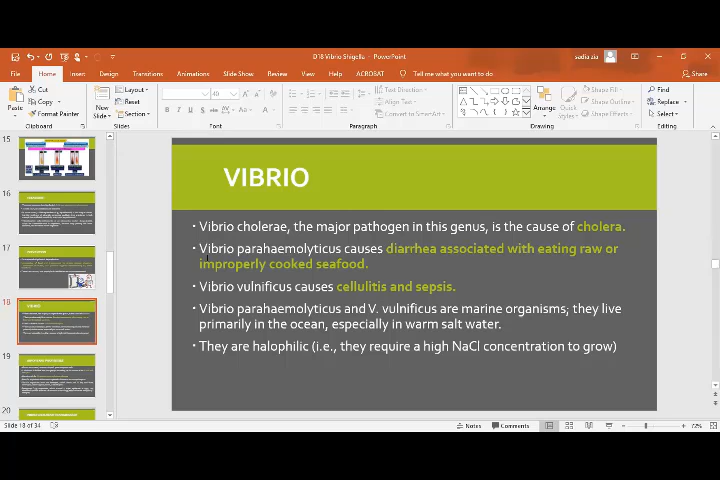 D18 Vibrio Shigella - PowerPoint
sadia zia
File Home Insert Design Transitions Animations Slide Show Review View Help ACROBAT Tell me what you want to do Share
Paste
Cut
Copy
Format Painter
Clipboard
New Slide
Layout
Reset
Section
Slides
40
B I U S abc AV Aa A
Font
Text Direction
Align Text
Convert to SmartArt
Paragraph
Arrange
Quick Styles
Shape Fill
Shape Outline
Shape Effects
Drawing
Find
Replace
Select
Editing
15
16
17
18
19
20
VIBRIO
· Vibrio cholerae, the major pathogen in this genus, is the cause of cholera.
· Vibrio parahaemolyticus causes diarrhea associated with eating raw or
improperly cooked seafood.
· Vibrio vulnificus causes cellulitis and sepsis.
· Vibrio parahaemolyticus and V. vulnificus are marine organisms; they live
primarily in the ocean, especially in warm salt water.
· They are halophilic (i.e., they require a high NaCl concentration to grow)
Slide 18 of 34
Notes
Comments
72%